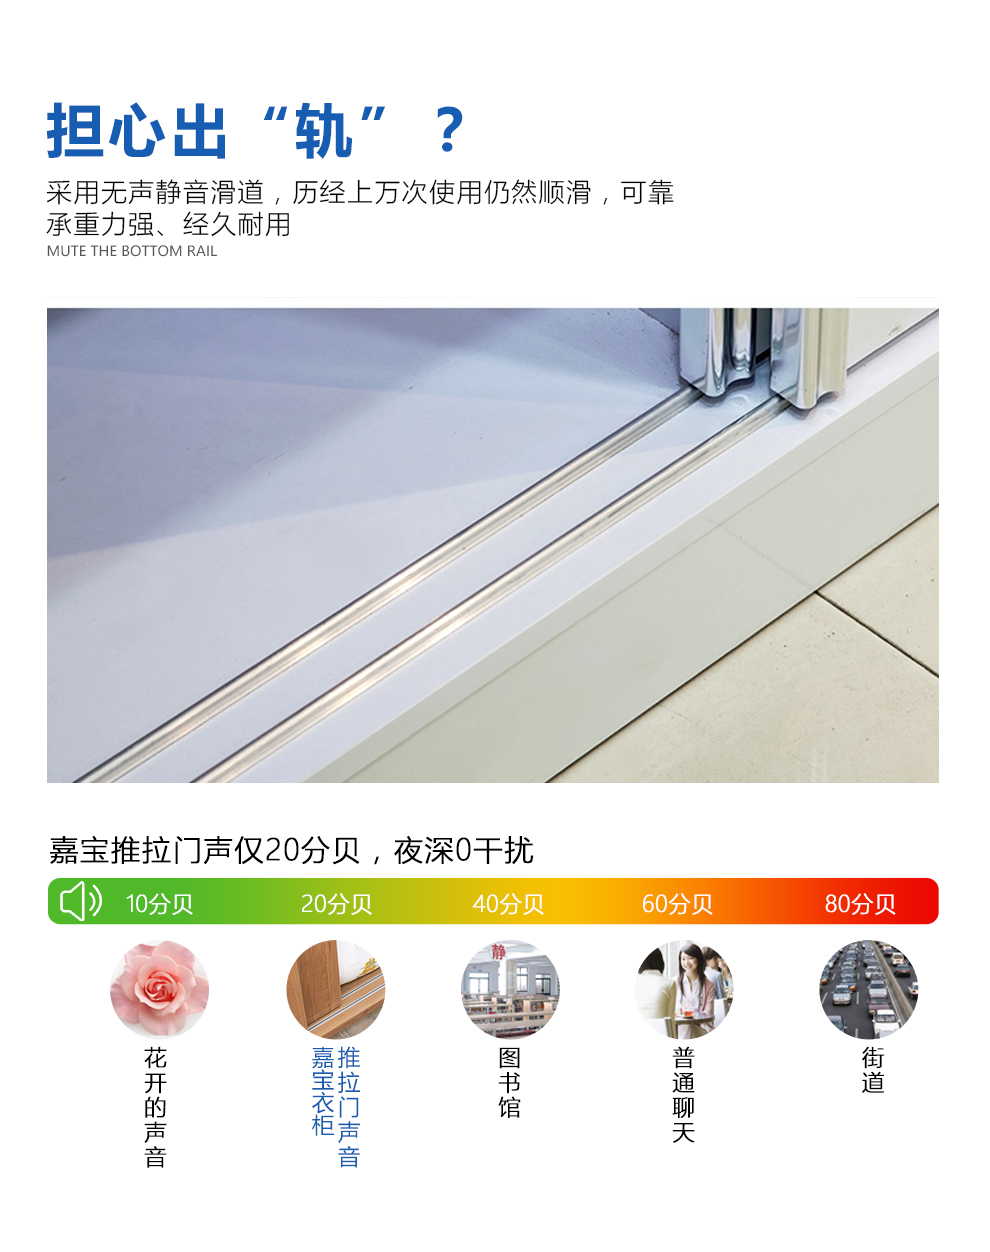 担心出“轨” ？
采用无声静音滑道，历经上万次使用仍然顺滑，可靠
承重力强、经久耐用
MUTE THE BOTTOM RAIL
嘉宝推拉门声仅20分贝，夜深0干扰
10分贝 20分贝 40分贝 60分贝 80分贝
静
花开的声音
嘉宝衣柜
推拉门声音
图书馆
普通聊天
街道